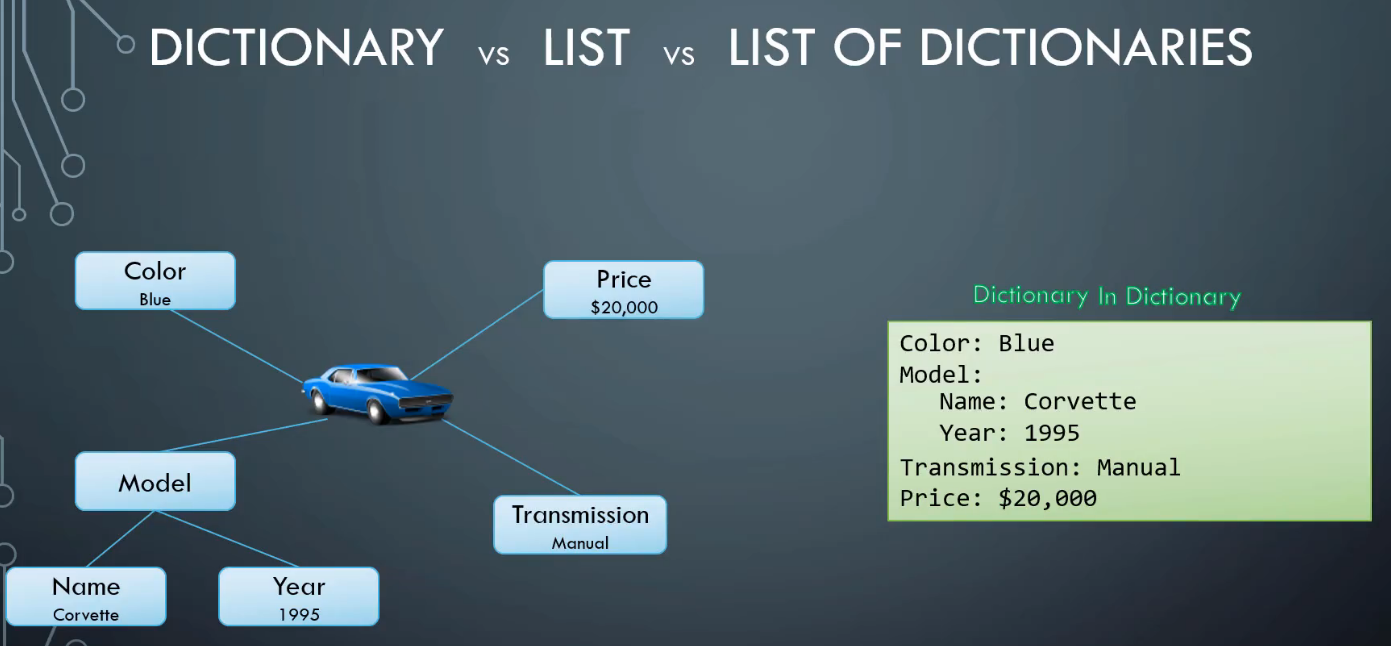 DICTIONARY vs LIST vs LIST OF DICTIONARIES
Color
Blue
Price
$20,000
Model
Transmission
Manual
Name
Corvette
Year
1995
Dictionary In Dictionary
Color: Blue
Model:
Name: Corvette
Year: 1995
Transmission: Manual
Price: $20,000